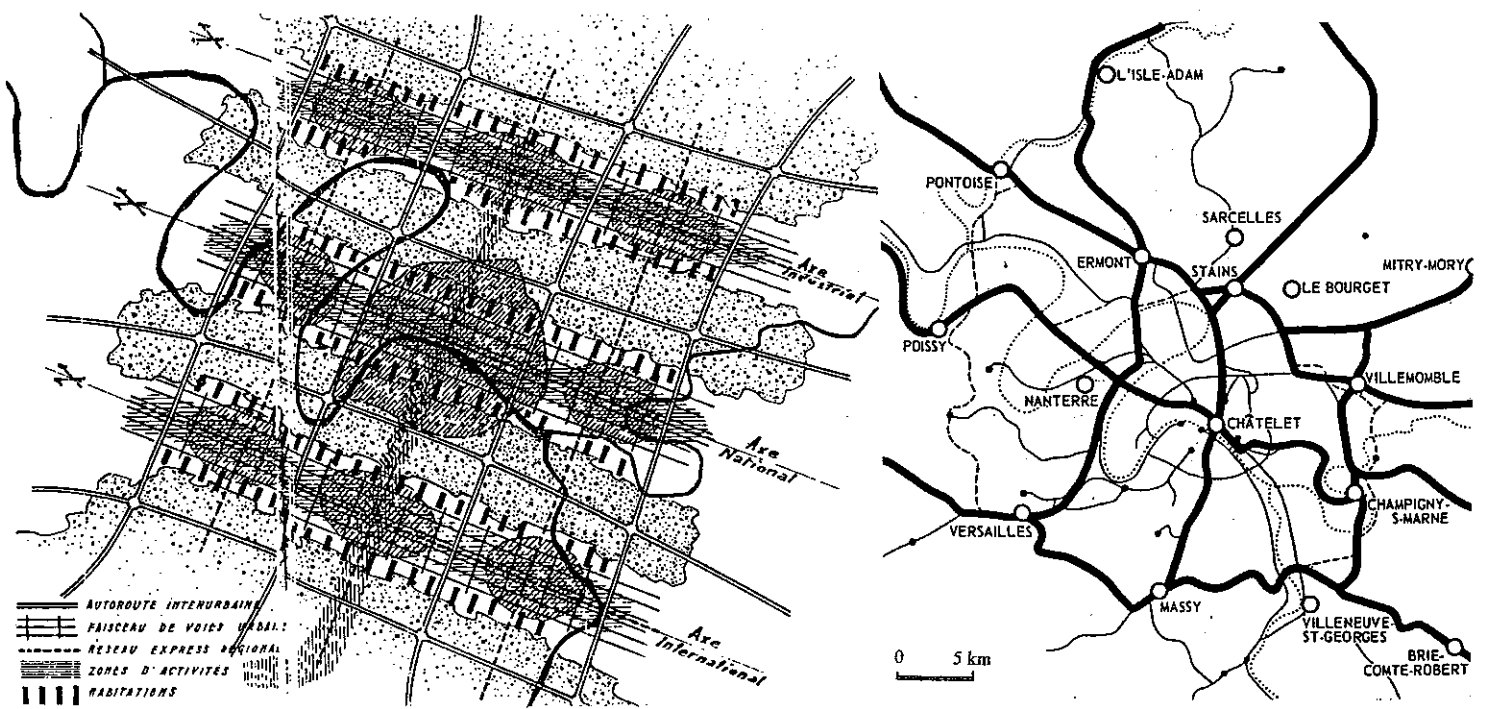 Axe
Industriel
Axe
National
Axe
International
AUTOROUTE INTERURBAINE
FAISCEAU DE VOIES URBAI
RESEAU EXPRESS REGIONAL
ZONES D'ACTIVITÉS
HABITATIONS
L'ISLE-ADAM
PONTOISE
SARCELLES
ERMONT
STAINS
MITRY-MORY
LE BOURGET
POISSY
VILLEMOMBLE
NANTERRE
CHÂTELET
CHAMPIGNY-
S-MARNE
VERSAILLES
MASSY
VILLENEUVE-
ST-GEORGES
BRIE-
COMTE-ROBERT
0 5 km